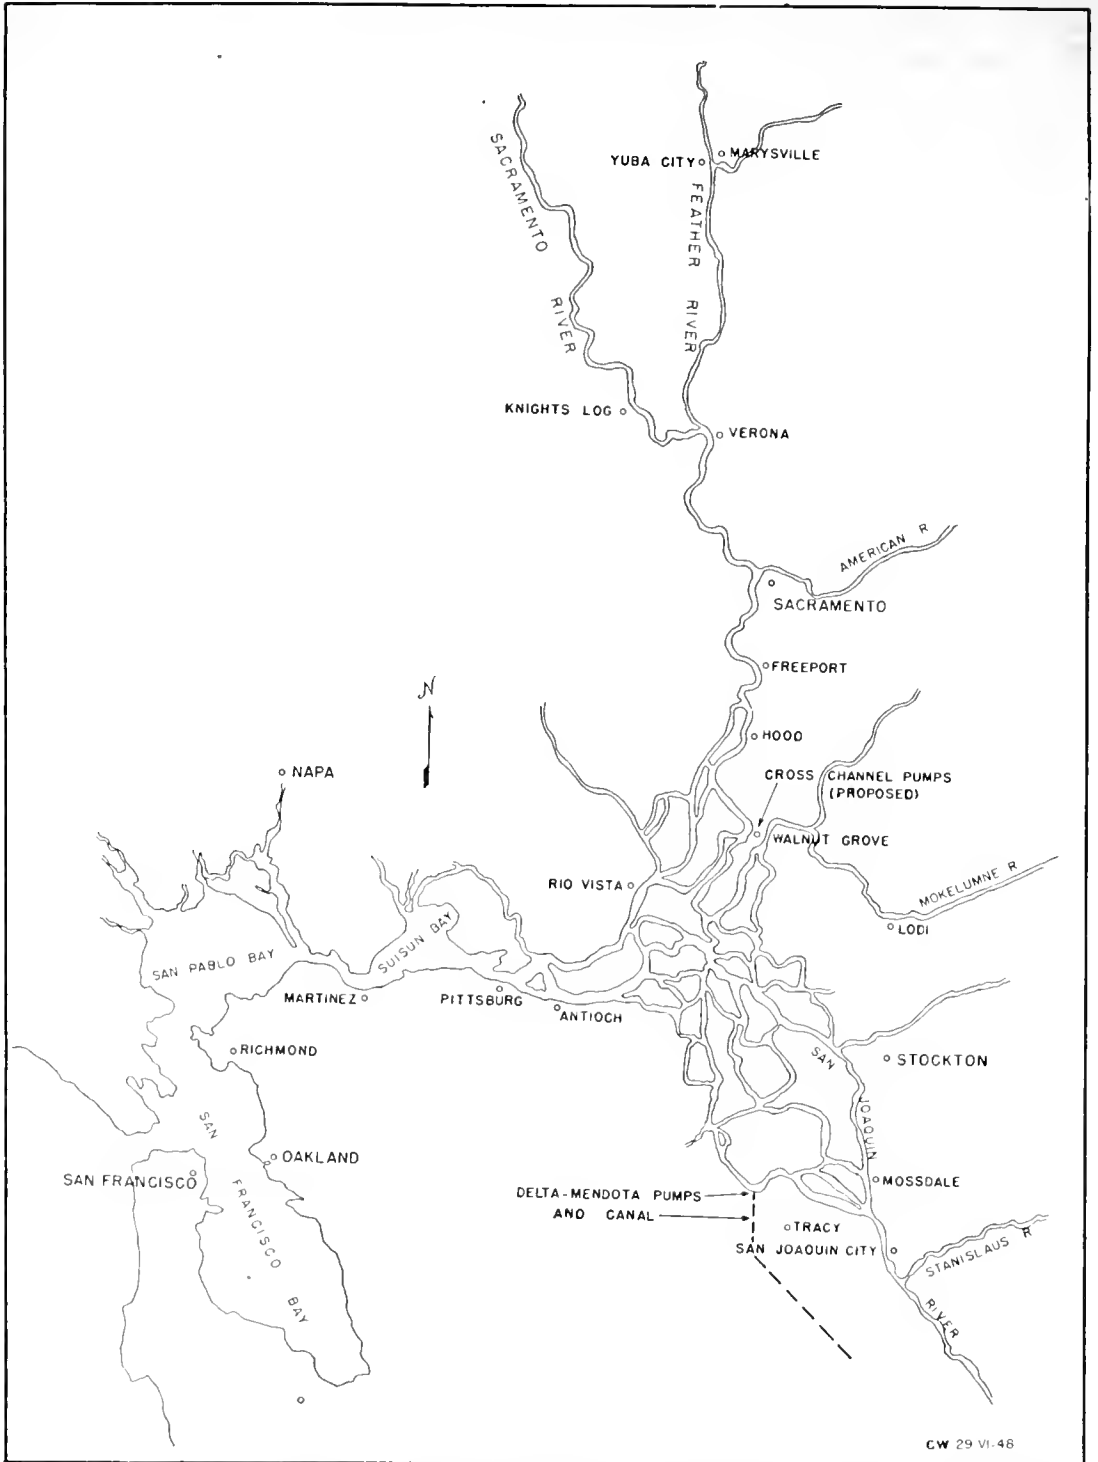 SACRAMENTO
RIVER
YUBA CITY
MARYSVILLE
FEATHER
RIVER
KNIGHTS LOG
VERONA
AMERICAN R
SACRAMENTO
FREEPORT
N
HOOD
NAPA
CROSS CHANNEL PUMPS
(PROPOSED)
WALNUT GROVE
RIO VISTA
MOKELUMNE R
LODI
SUISUN BAY
SAN PABLO BAY
MARTINEZ
PITTSBURG
ANTIOCH
RICHMOND
SAN
JOAQUIN
RIVER
STOCKTON
SAN
FRANCISCO
BAY
OAKLAND
SAN FRANCISCO
MOSSDALE
DELTA-MENDOTA PUMPS
AND CANAL
TRACY
SAN JOAQUIN CITY
STANISLAUS R
CW 29 VI-48